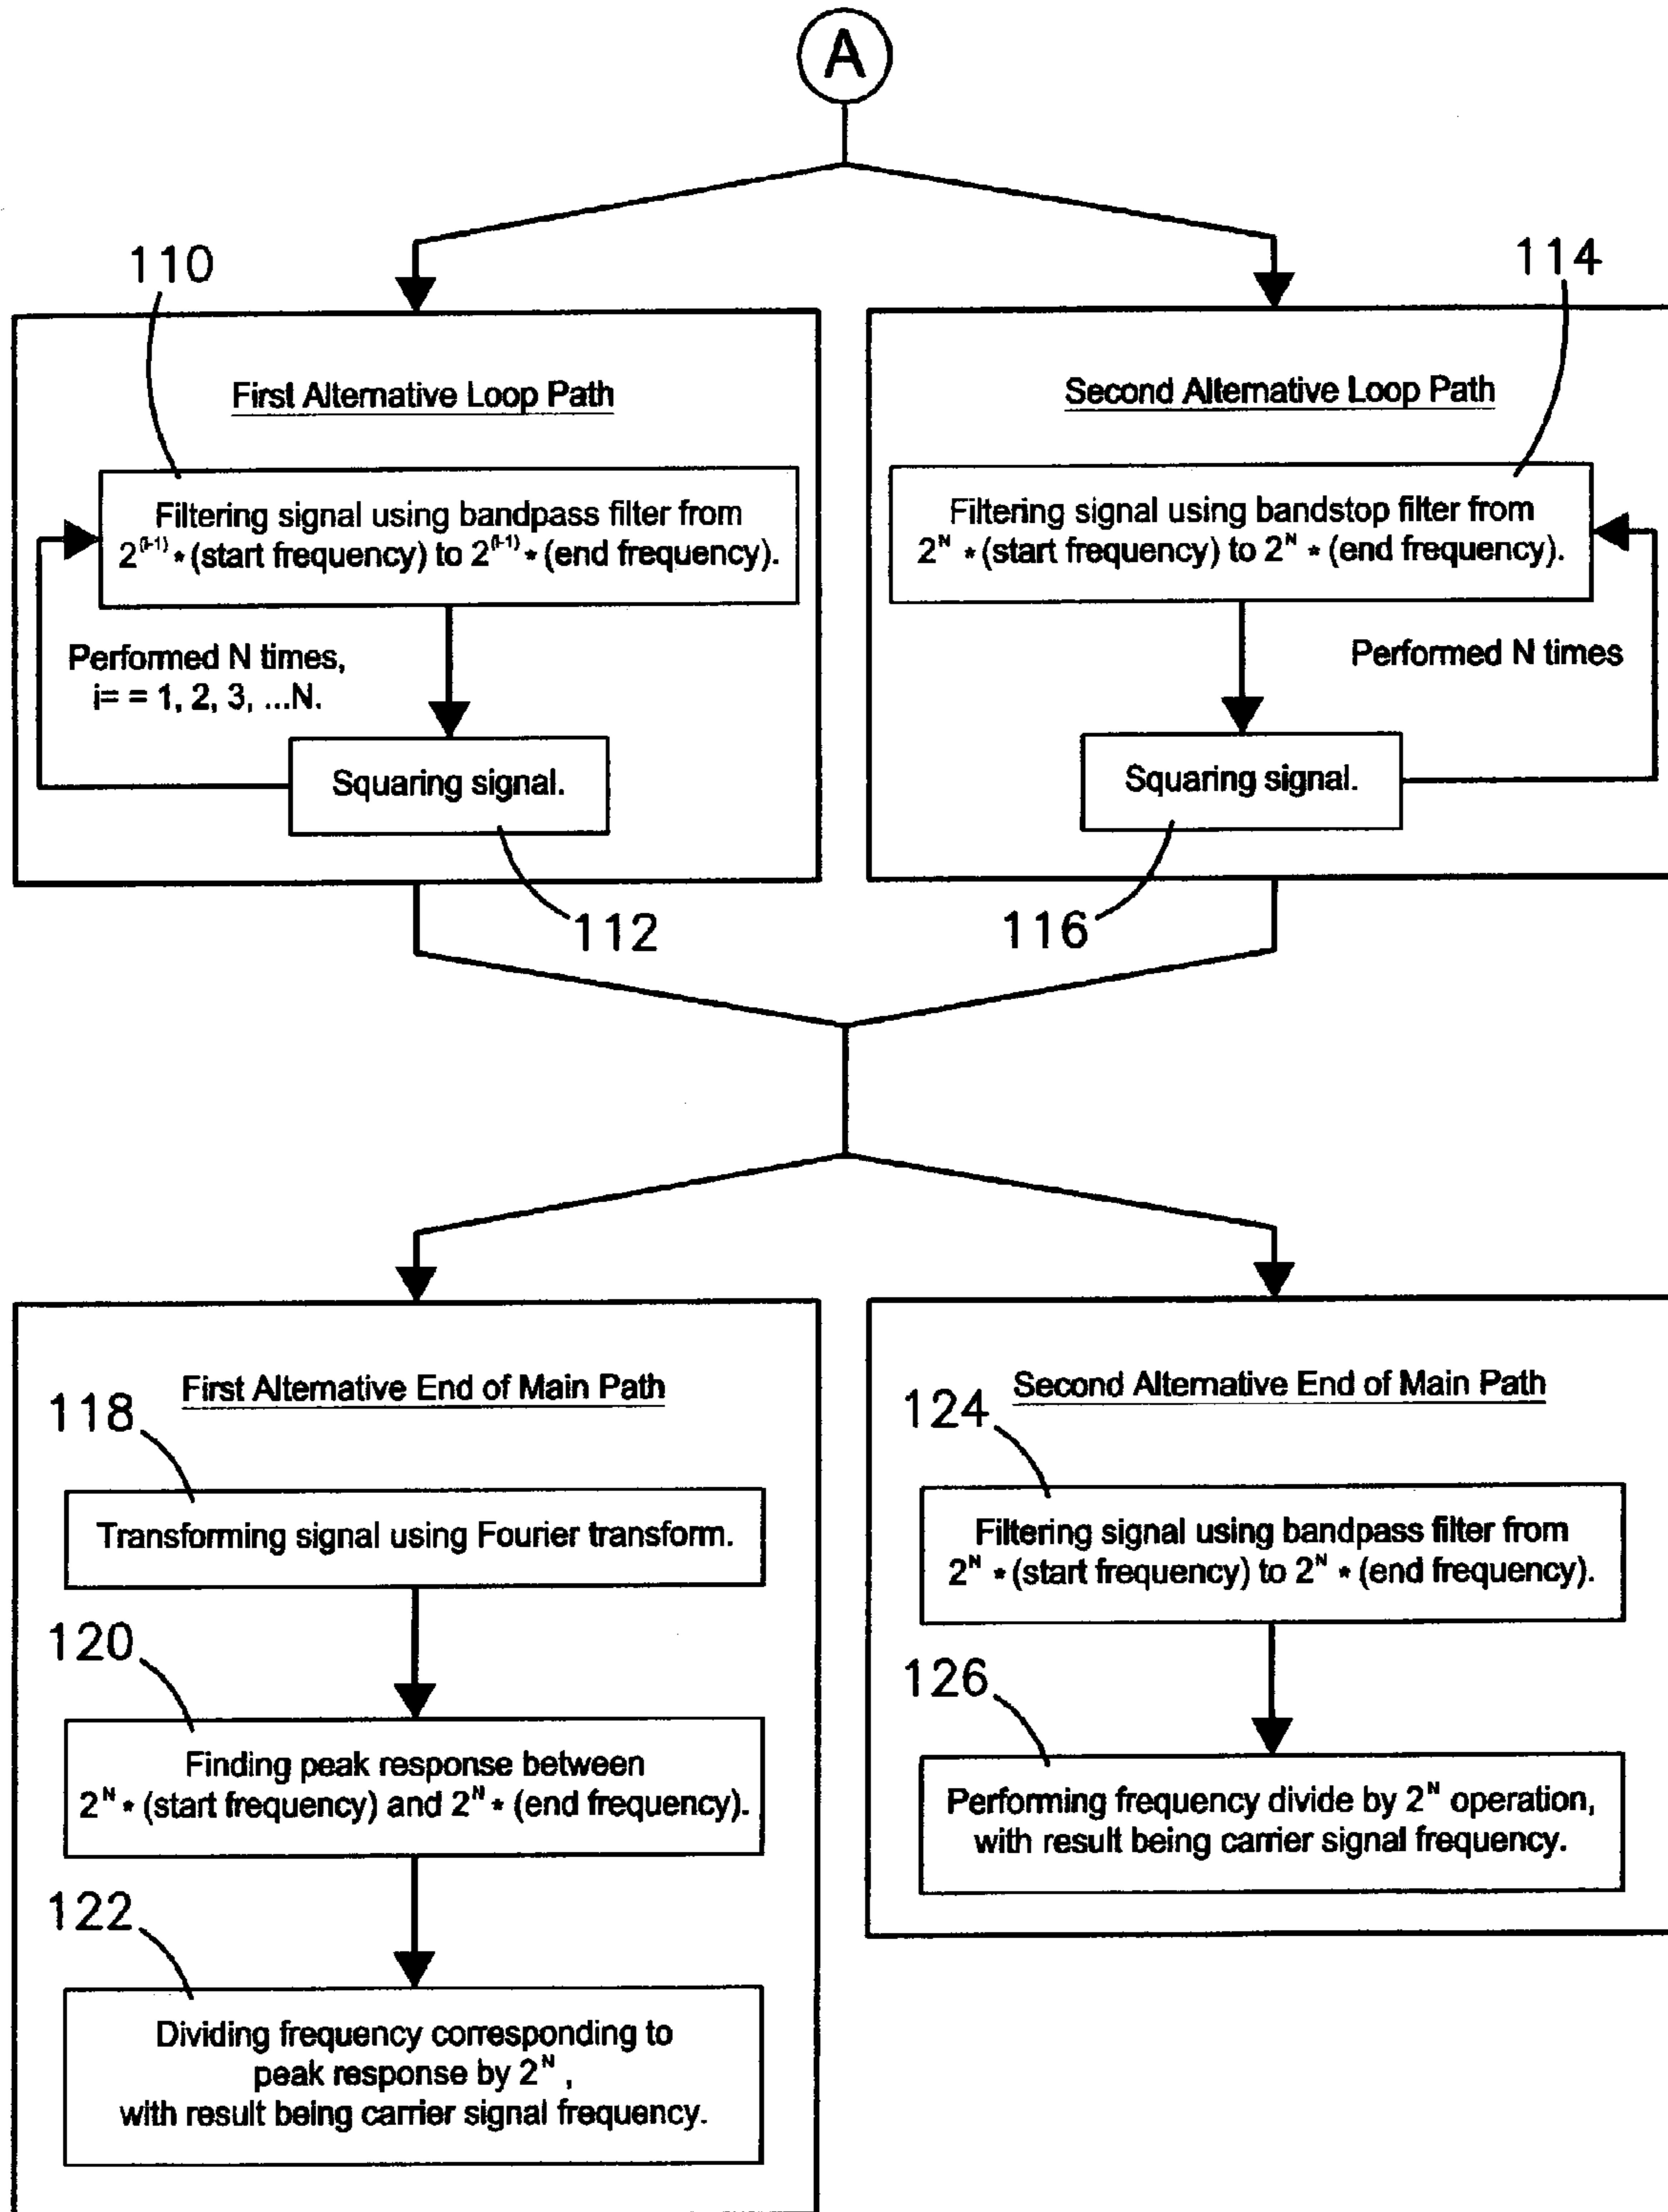 A
110
114
First Alternative Loop Path
Filtering signal using bandpass filter from
2^(i-1) * (start frequency) to 2^(i-1) * (end frequency).
Performed N times,
i= = 1, 2, 3, ...N.
Squaring signal.
112
Second Alternative Loop Path
Filtering signal using bandstop filter from
2^N * (start frequency) to 2^N * (end frequency).
Performed N times
Squaring signal.
116
First Alternative End of Main Path
118
Transforming signal using Fourier transform.
120
Finding peak response between
2^N * (start frequency) and 2^N * (end frequency).
122
Dividing frequency corresponding to
peak response by 2^N ,
with result being carrier signal frequency.
Second Alternative End of Main Path
124
Filtering signal using bandpass filter from
2^N * (start frequency) to 2^N * (end frequency).
126
Performing frequency divide by 2^N operation,
with result being carrier signal frequency.